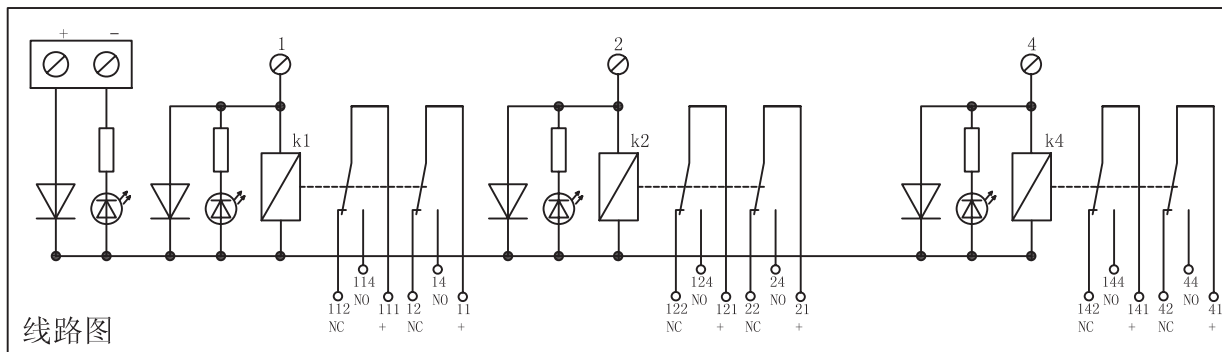 + -
1 2 4
k1 k2 k4
114 14 124 24 144 44
NO NO NO NO NO NO
112 111 12 11 122 121 22 21 142 141 42 41
NC + NC + NC + NC + NC + NC +
线路图